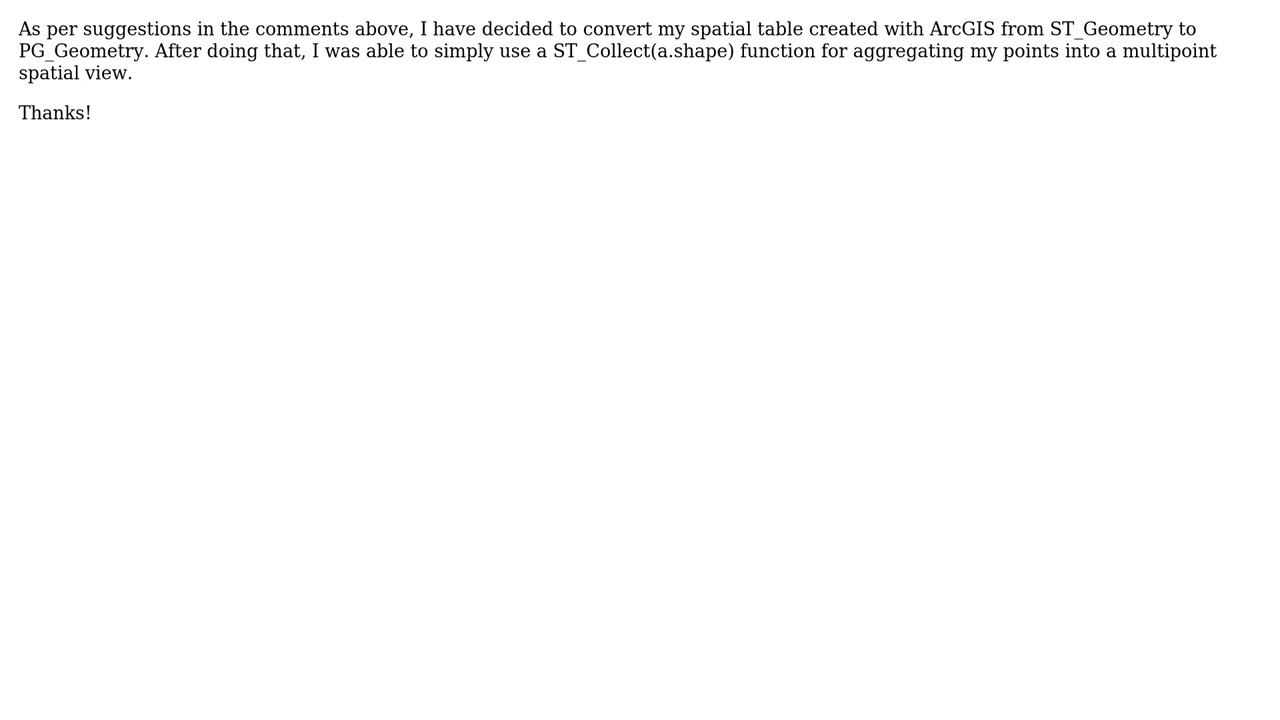 As per suggestions in the comments above, I have decided to convert my spatial table created with ArcGIS from ST_Geometry to
PG_Geometry. After doing that, I was able to simply use a ST_Collect(a.shape) function for aggregating my points into a multipoint
spatial view.
Thanks!